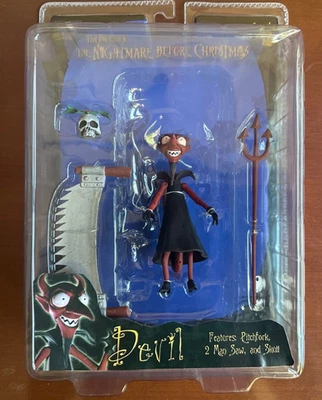 Tim Burton's
The Nightmare Before Christmas
Devil
Features: Pitchfork,
2 Man Saw, and Skull